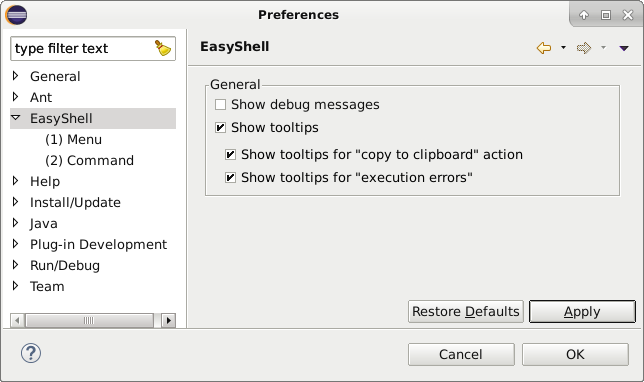 Preferences
type filter text
General
Ant
EasyShell
(1) Menu
(2) Command
Help
Install/Update
Java
Plug-in Development
Run/Debug
Team
EasyShell
General
Show debug messages
Show tooltips
Show tooltips for "copy to clipboard" action
Show tooltips for "execution errors"
Restore Defaults
Apply
?
Cancel
OK